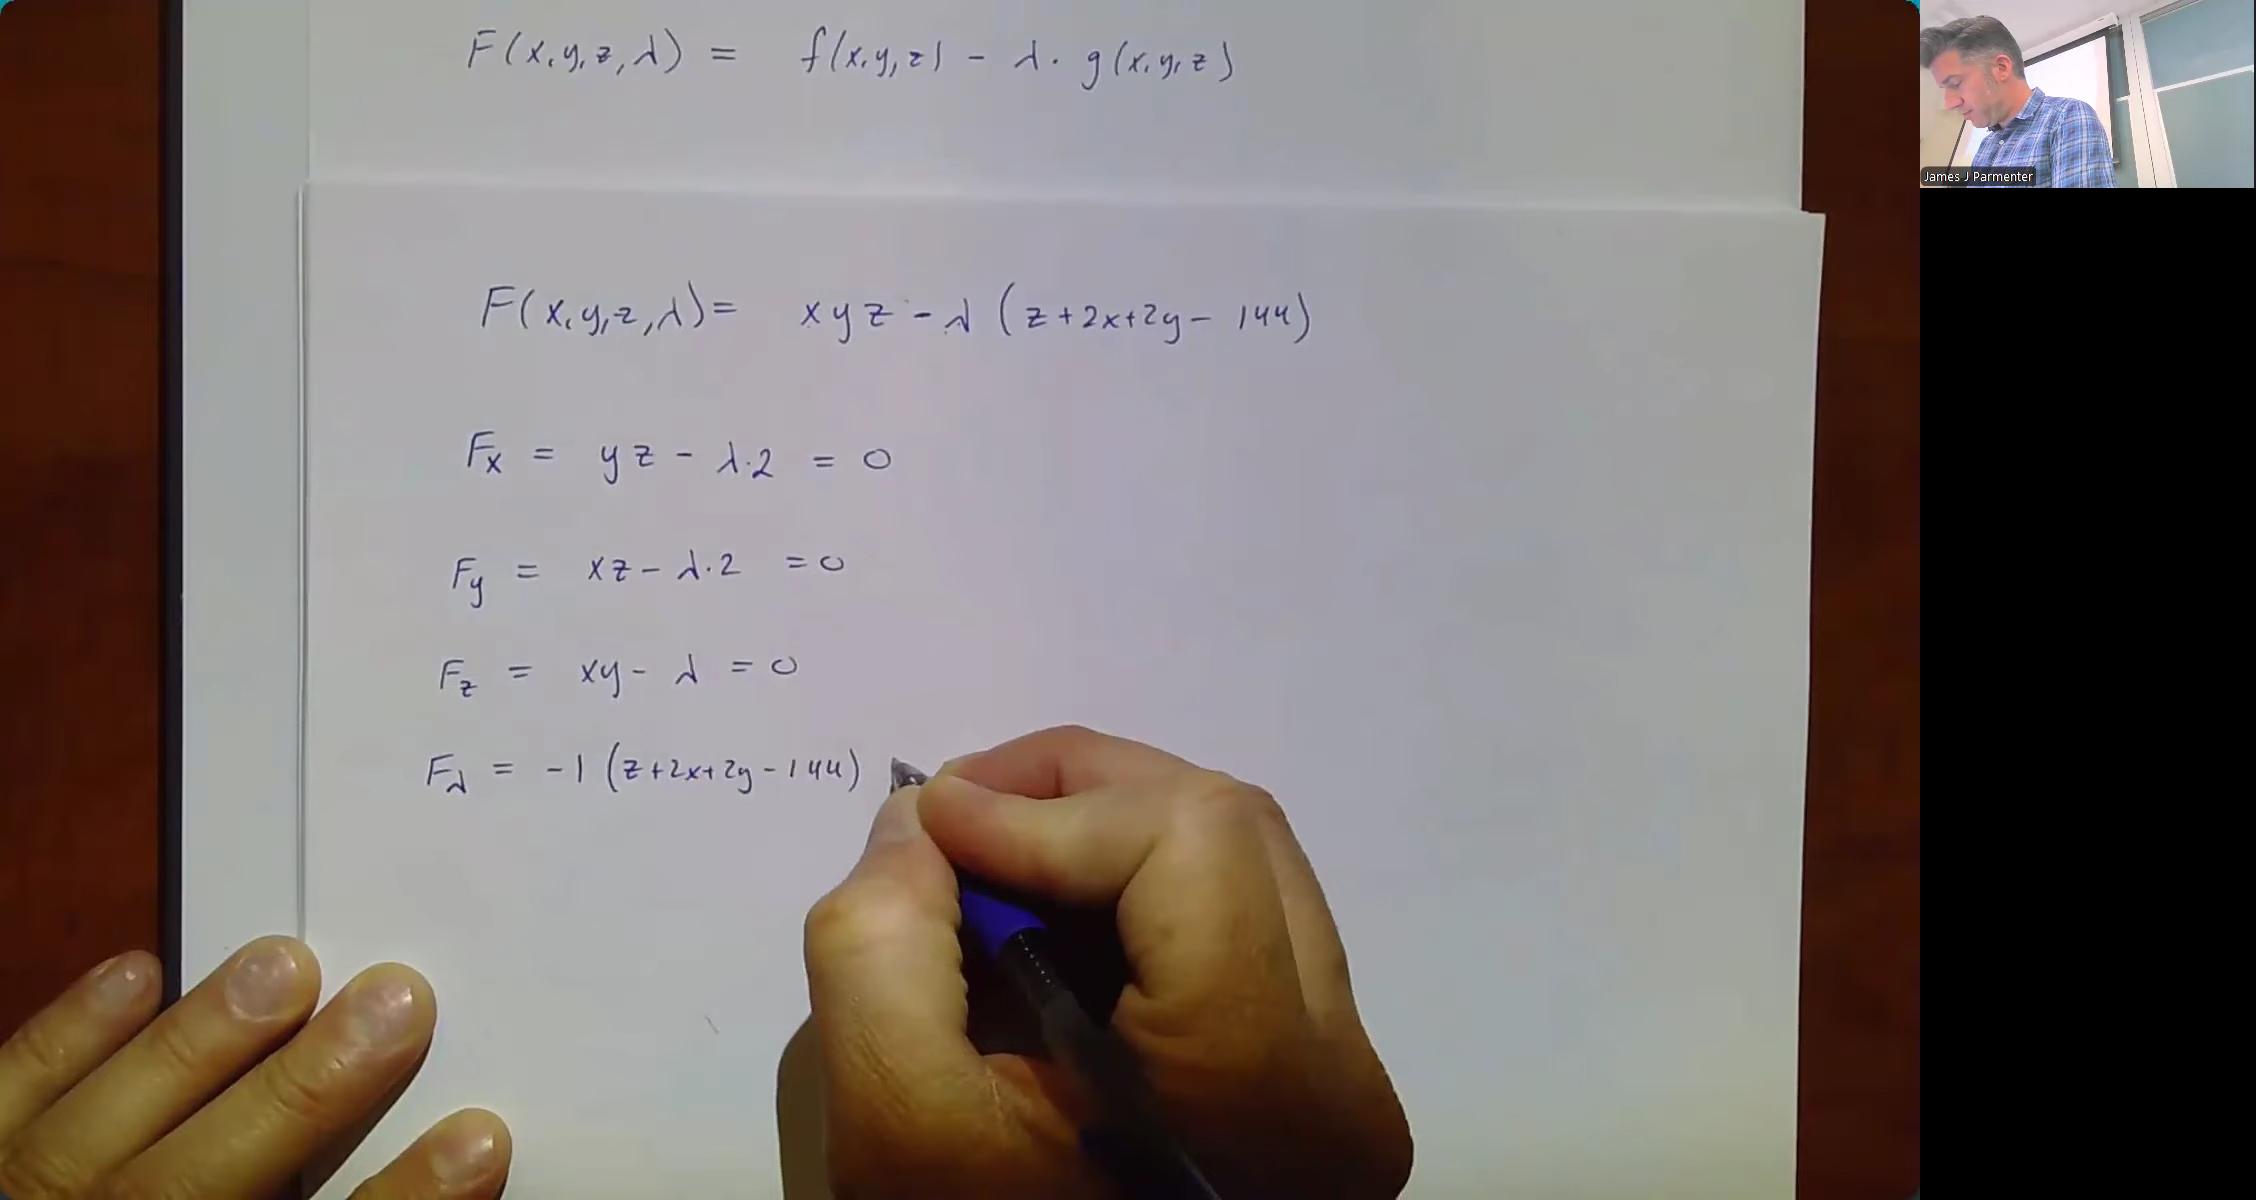 F(x,y,z,λ) = f(x,y,z) - λ· g(x,y,z)
James J Parmenter
F(x,y,z,λ)= xyz - λ (z+2x+2y- 144)
Fx = yz - λ·2 = 0
Fy = xz - λ·2 = 0
Fz = xy - λ = 0
Fλ = -1 (z+2x+2y-144)